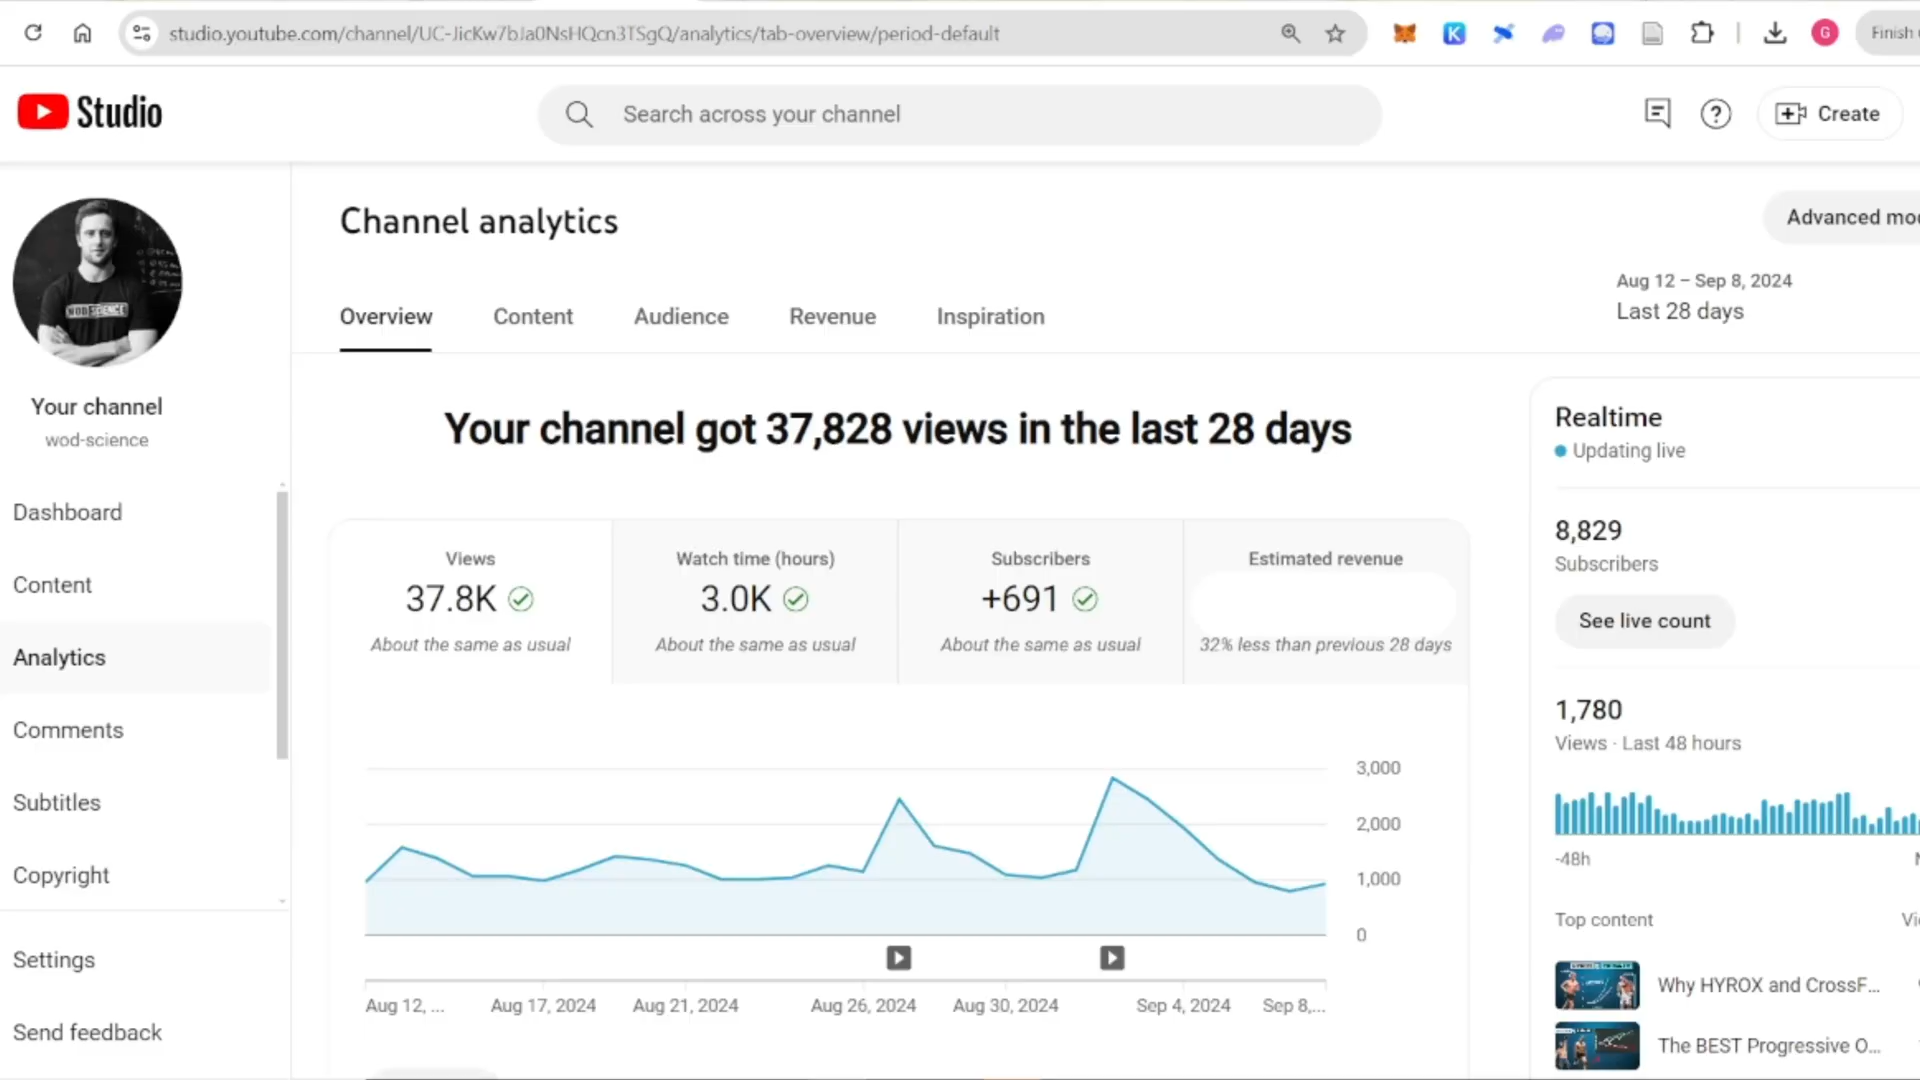 studio.youtube.com/channel/UC-JicKw7bJa0NsHQcn3TSgQ/analytics/tab-overview/period-default
K
G
Finish
Studio
Search across your channel
Create
Channel analytics
Advanced mo
Aug 12 – Sep 8, 2024
Last 28 days
Overview
Content
Audience
Revenue
Inspiration
WOD SCIENCE
Your channel
wod-science
Dashboard
Content
Analytics
Comments
Subtitles
Copyright
Settings
Send feedback
Your channel got 37,828 views in the last 28 days
Views
37.8K
About the same as usual
Watch time (hours)
3.0K
About the same as usual
Subscribers
+691
About the same as usual
Estimated revenue
32% less than previous 28 days
3,000
2,000
1,000
0
Aug 12, ...
Aug 17, 2024
Aug 21, 2024
Aug 26, 2024
Aug 30, 2024
Sep 4, 2024
Sep 8,...
Realtime
Updating live
8,829
Subscribers
See live count
1,780
Views · Last 48 hours
-48h
Top content
Vi
Why HYROX and CrossF...
The BEST Progressive O...